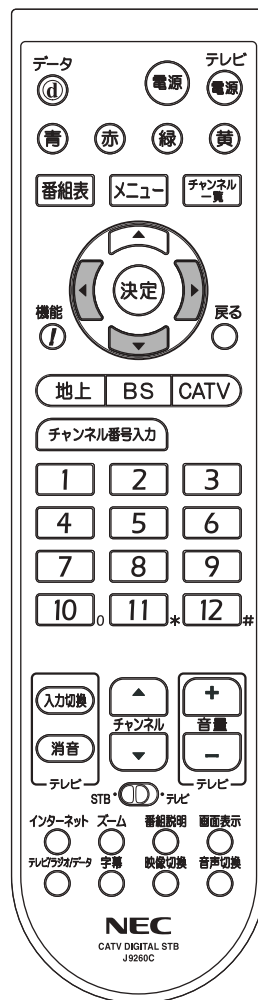 データ テレビ
ⓓ 電源 電源
青 赤 緑 黄
番組表 メニュー チャンネル
一覧
決定
機能 戻る
地上 BS CATV
チャンネル番号入力
1 2 3
4 5 6
7 8 9
10 0 11 * 12 #
入力切換 チャンネル + 音量 −
消音
テレビ テレビ
STB テレビ
インターネット ズーム 番組説明 画面表示
テレビ/ラジオ/データ 字幕 映像切換 音声切換
NEC
CATV DIGITAL STB
J9260C